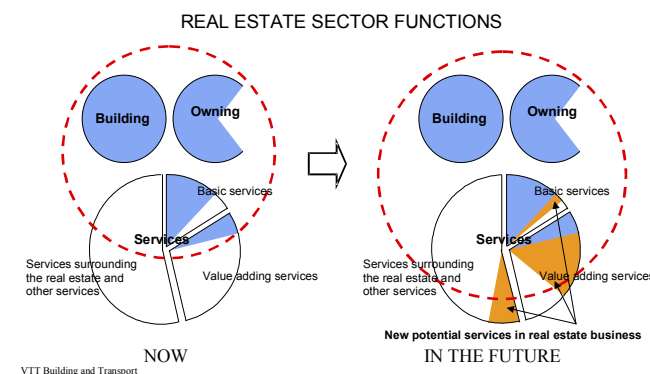 REAL ESTATE SECTOR FUNCTIONS
Building
Owning
Basic services
Services
Services surrounding
the real estate and
other services
Value adding services
NOW
Building
Owning
Basic services
Services
Services surrounding
the real estate and
other services
Value adding services
New potential services in real estate business
IN THE FUTURE
VTT Building and Transport